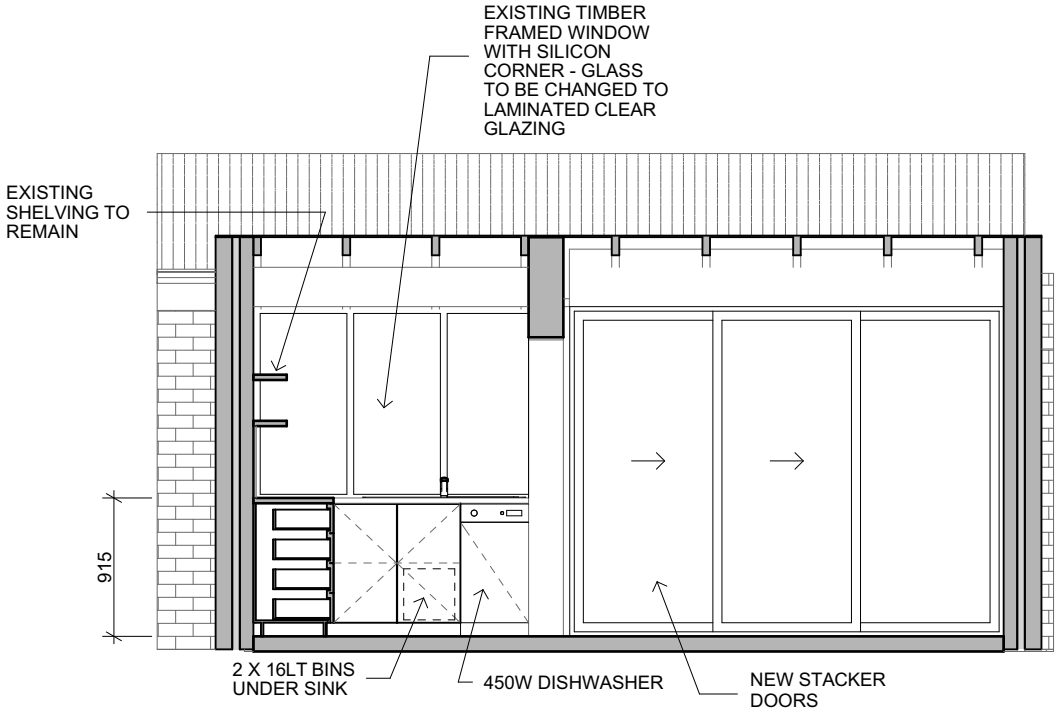 EXISTING TIMBER
FRAMED WINDOW
WITH SILICON
CORNER - GLASS
TO BE CHANGED TO
LAMINATED CLEAR
GLAZING
EXISTING
SHELVING TO
REMAIN
915
2 X 16LT BINS
UNDER SINK
450W DISHWASHER
NEW STACKER
DOORS